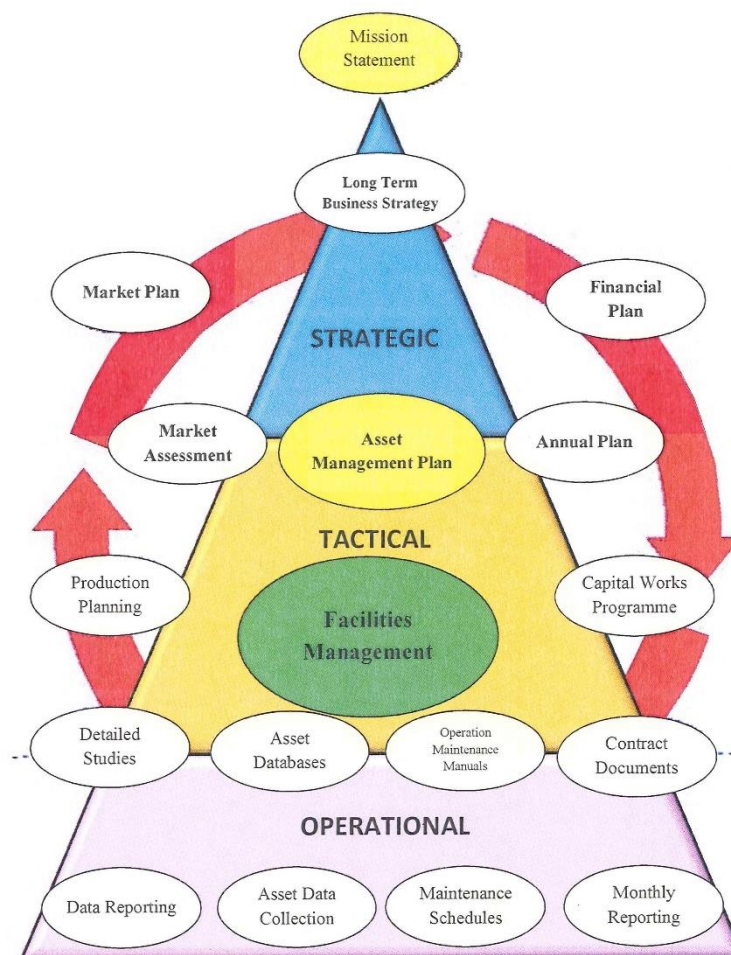 Mission
Statement
Long Term
Business Strategy
Market Plan
Financial
Plan
STRATEGIC
Market
Assessment
Asset
Management Plan
Annual Plan
TACTICAL
Production
Planning
Capital Works
Programme
Facilities
Management
Detailed
Studies
Asset
Databases
Operation
Maintenance
Manuals
Contract
Documents
OPERATIONAL
Data Reporting
Asset Data
Collection
Maintenance
Schedules
Monthly
Reporting